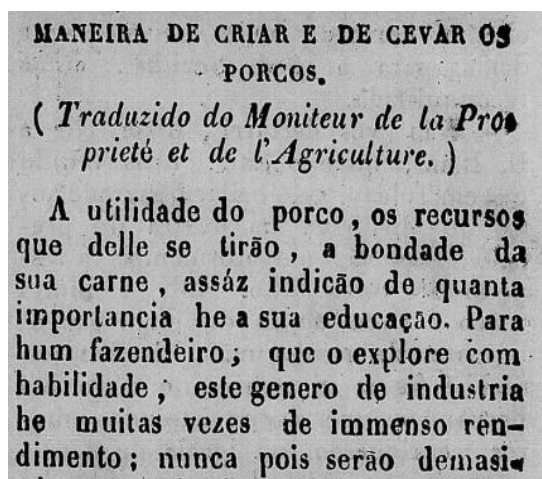 MANEIRA DE CRIAR E DE CEVAR OS
PORCOS.
( Traduzido do Moniteur de la Pro-
prieté et de l'Agriculture. )
A utilidade do porco, os recursos
que delle se tirão, a bondade da
sua carne, assáz indicão de quanta
importancia he a sua educação. Para
hum fazendeiro; que o explore com
habilidade, este genero de industria
he muitas vezes de immenso ren-
dimento; nunca pois serão demasi-